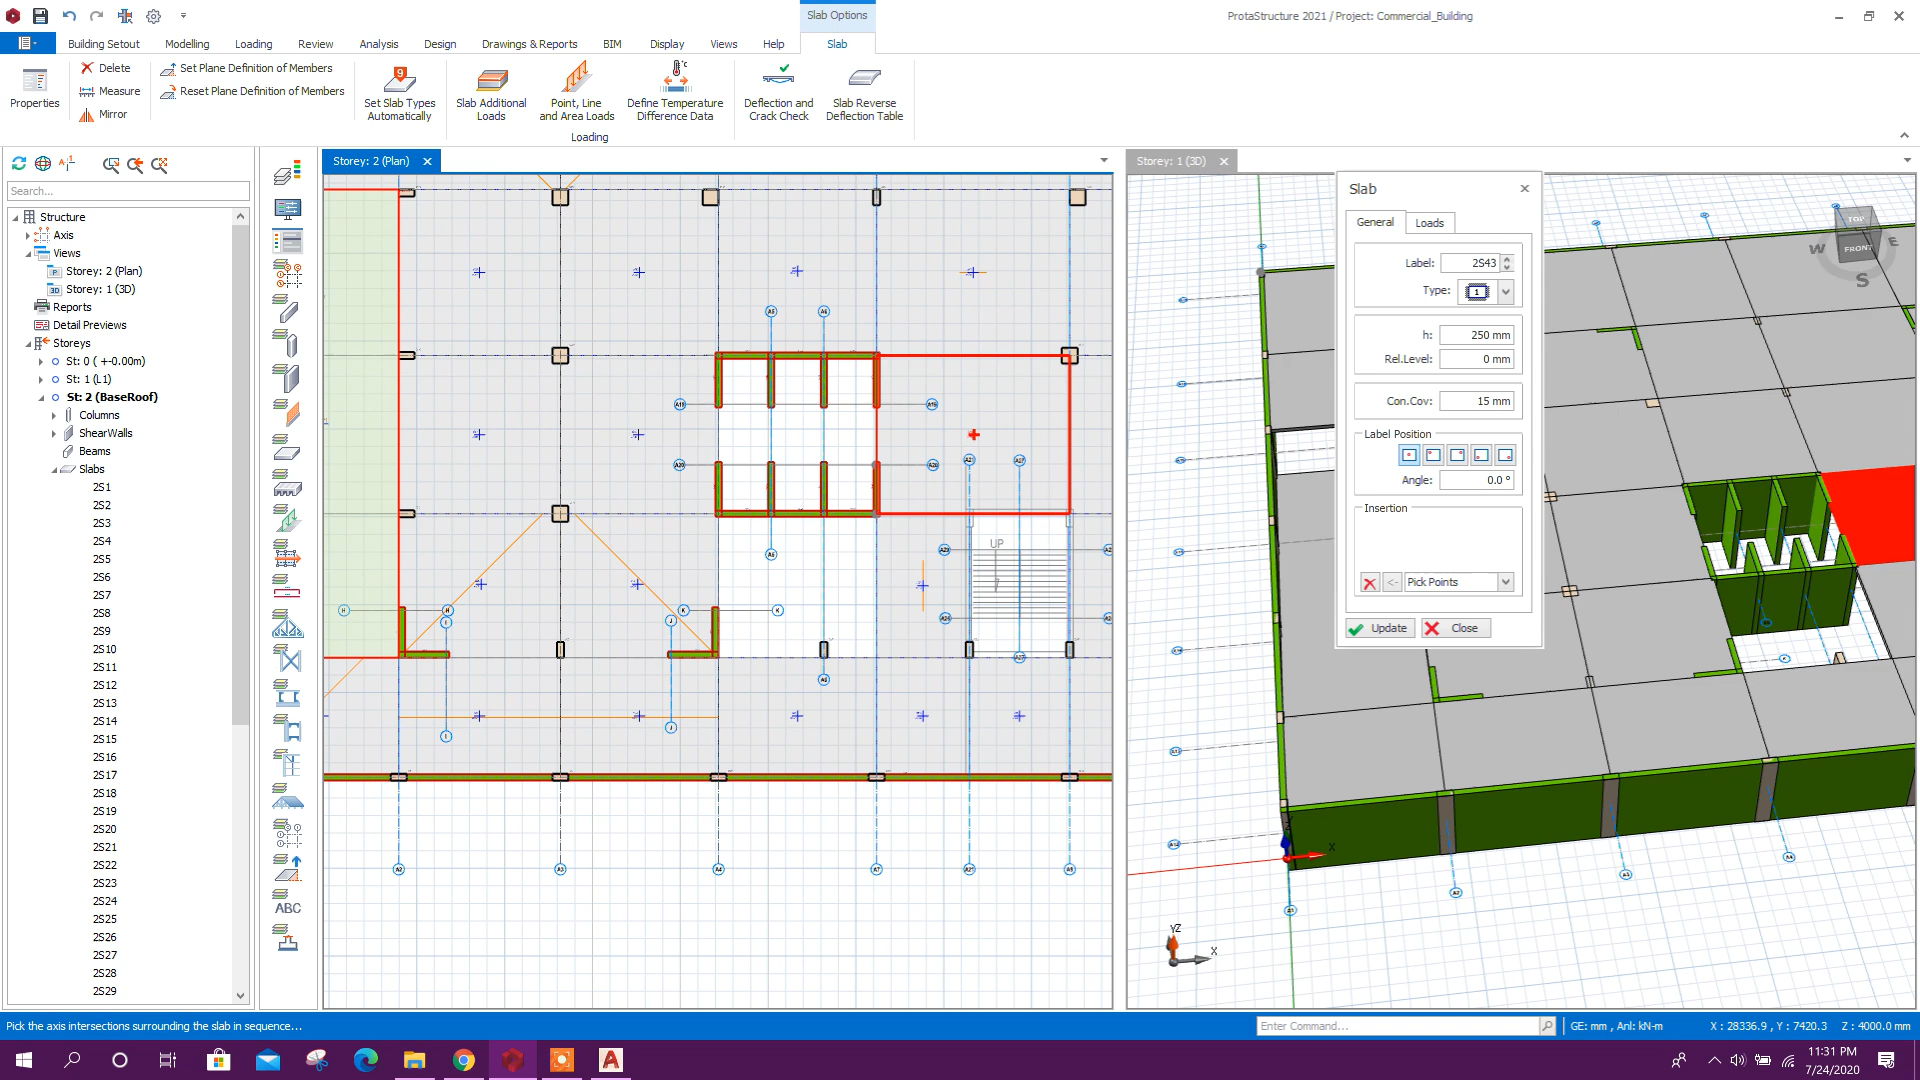 Slab Options
ProtaStructure 2021 / Project: Commercial_Building
Building Setout
Modelling
Loading
Review
Analysis
Design
Drawings & Reports
BIM
Display
Views
Help
Slab
Properties
Delete
Measure
Mirror
Set Plane Definition of Members
Reset Plane Definition of Members
9
Set Slab Types
Automatically
Slab Additional
Loads
Point, Line
and Area Loads
°C
Define Temperature
Difference Data
Deflection and
Crack Check
Slab Reverse
Deflection Table
Loading
Search...
Structure
Axis
Views
Storey: 2 (Plan)
Storey: 1 (3D)
Reports
Detail Previews
Storeys
St: 0 ( +-0.00m)
St: 1 (L1)
St: 2 (BaseRoof)
Columns
ShearWalls
Beams
Slabs
2S1
2S2
2S3
2S4
2S5
2S6
2S7
2S8
2S9
2S10
2S11
2S12
2S13
2S14
2S15
2S16
2S17
2S18
2S19
2S20
2S21
2S22
2S23
2S24
2S25
2S26
2S27
2S28
2S29
ABC
Storey: 2 (Plan)
UP
H
H
I
K
K
J
I
J
A2
A3
A4
A7
A21
A9
Storey: 1 (3D)
TOP
FRONT
W
E
S
X
YZ
X
Slab
General
Loads
Label:
2S43
Type:
1
h:
250 mm
Rel.Level:
0 mm
Con.Cov:
15 mm
Label Position
Angle:
0.0 °
Insertion
<-
Pick Points
Update
Close
Pick the axis intersections surrounding the slab in sequence...
Enter Command...
GE: mm , Anl: kN-m
X : 28336.9 , Y : 7420.3
Z : 4000.0 mm
11:31 PM
7/24/2020